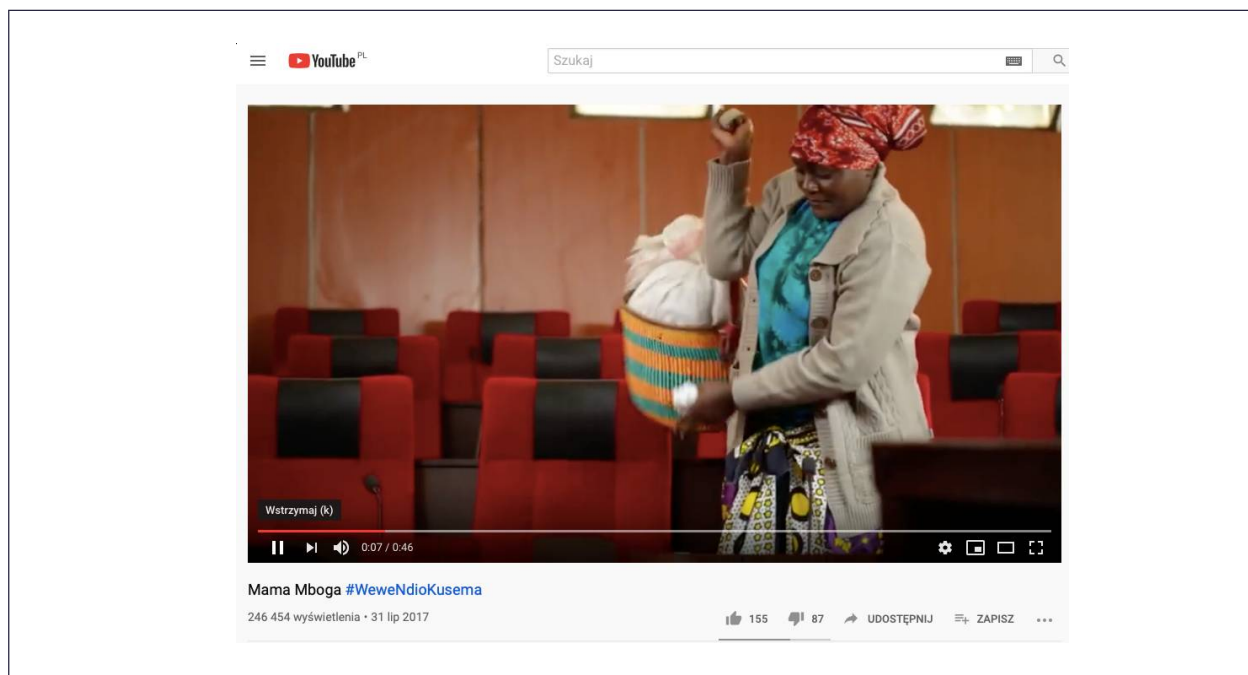 YouTube PL
Szukaj
Wstrzymaj (k)
0:07 / 0:46
Mama Mboga #WeweNdioKusema
246 454 wyświetlenia • 31 lip 2017
155 87 UDOSTĘPNIJ ZAPISZ